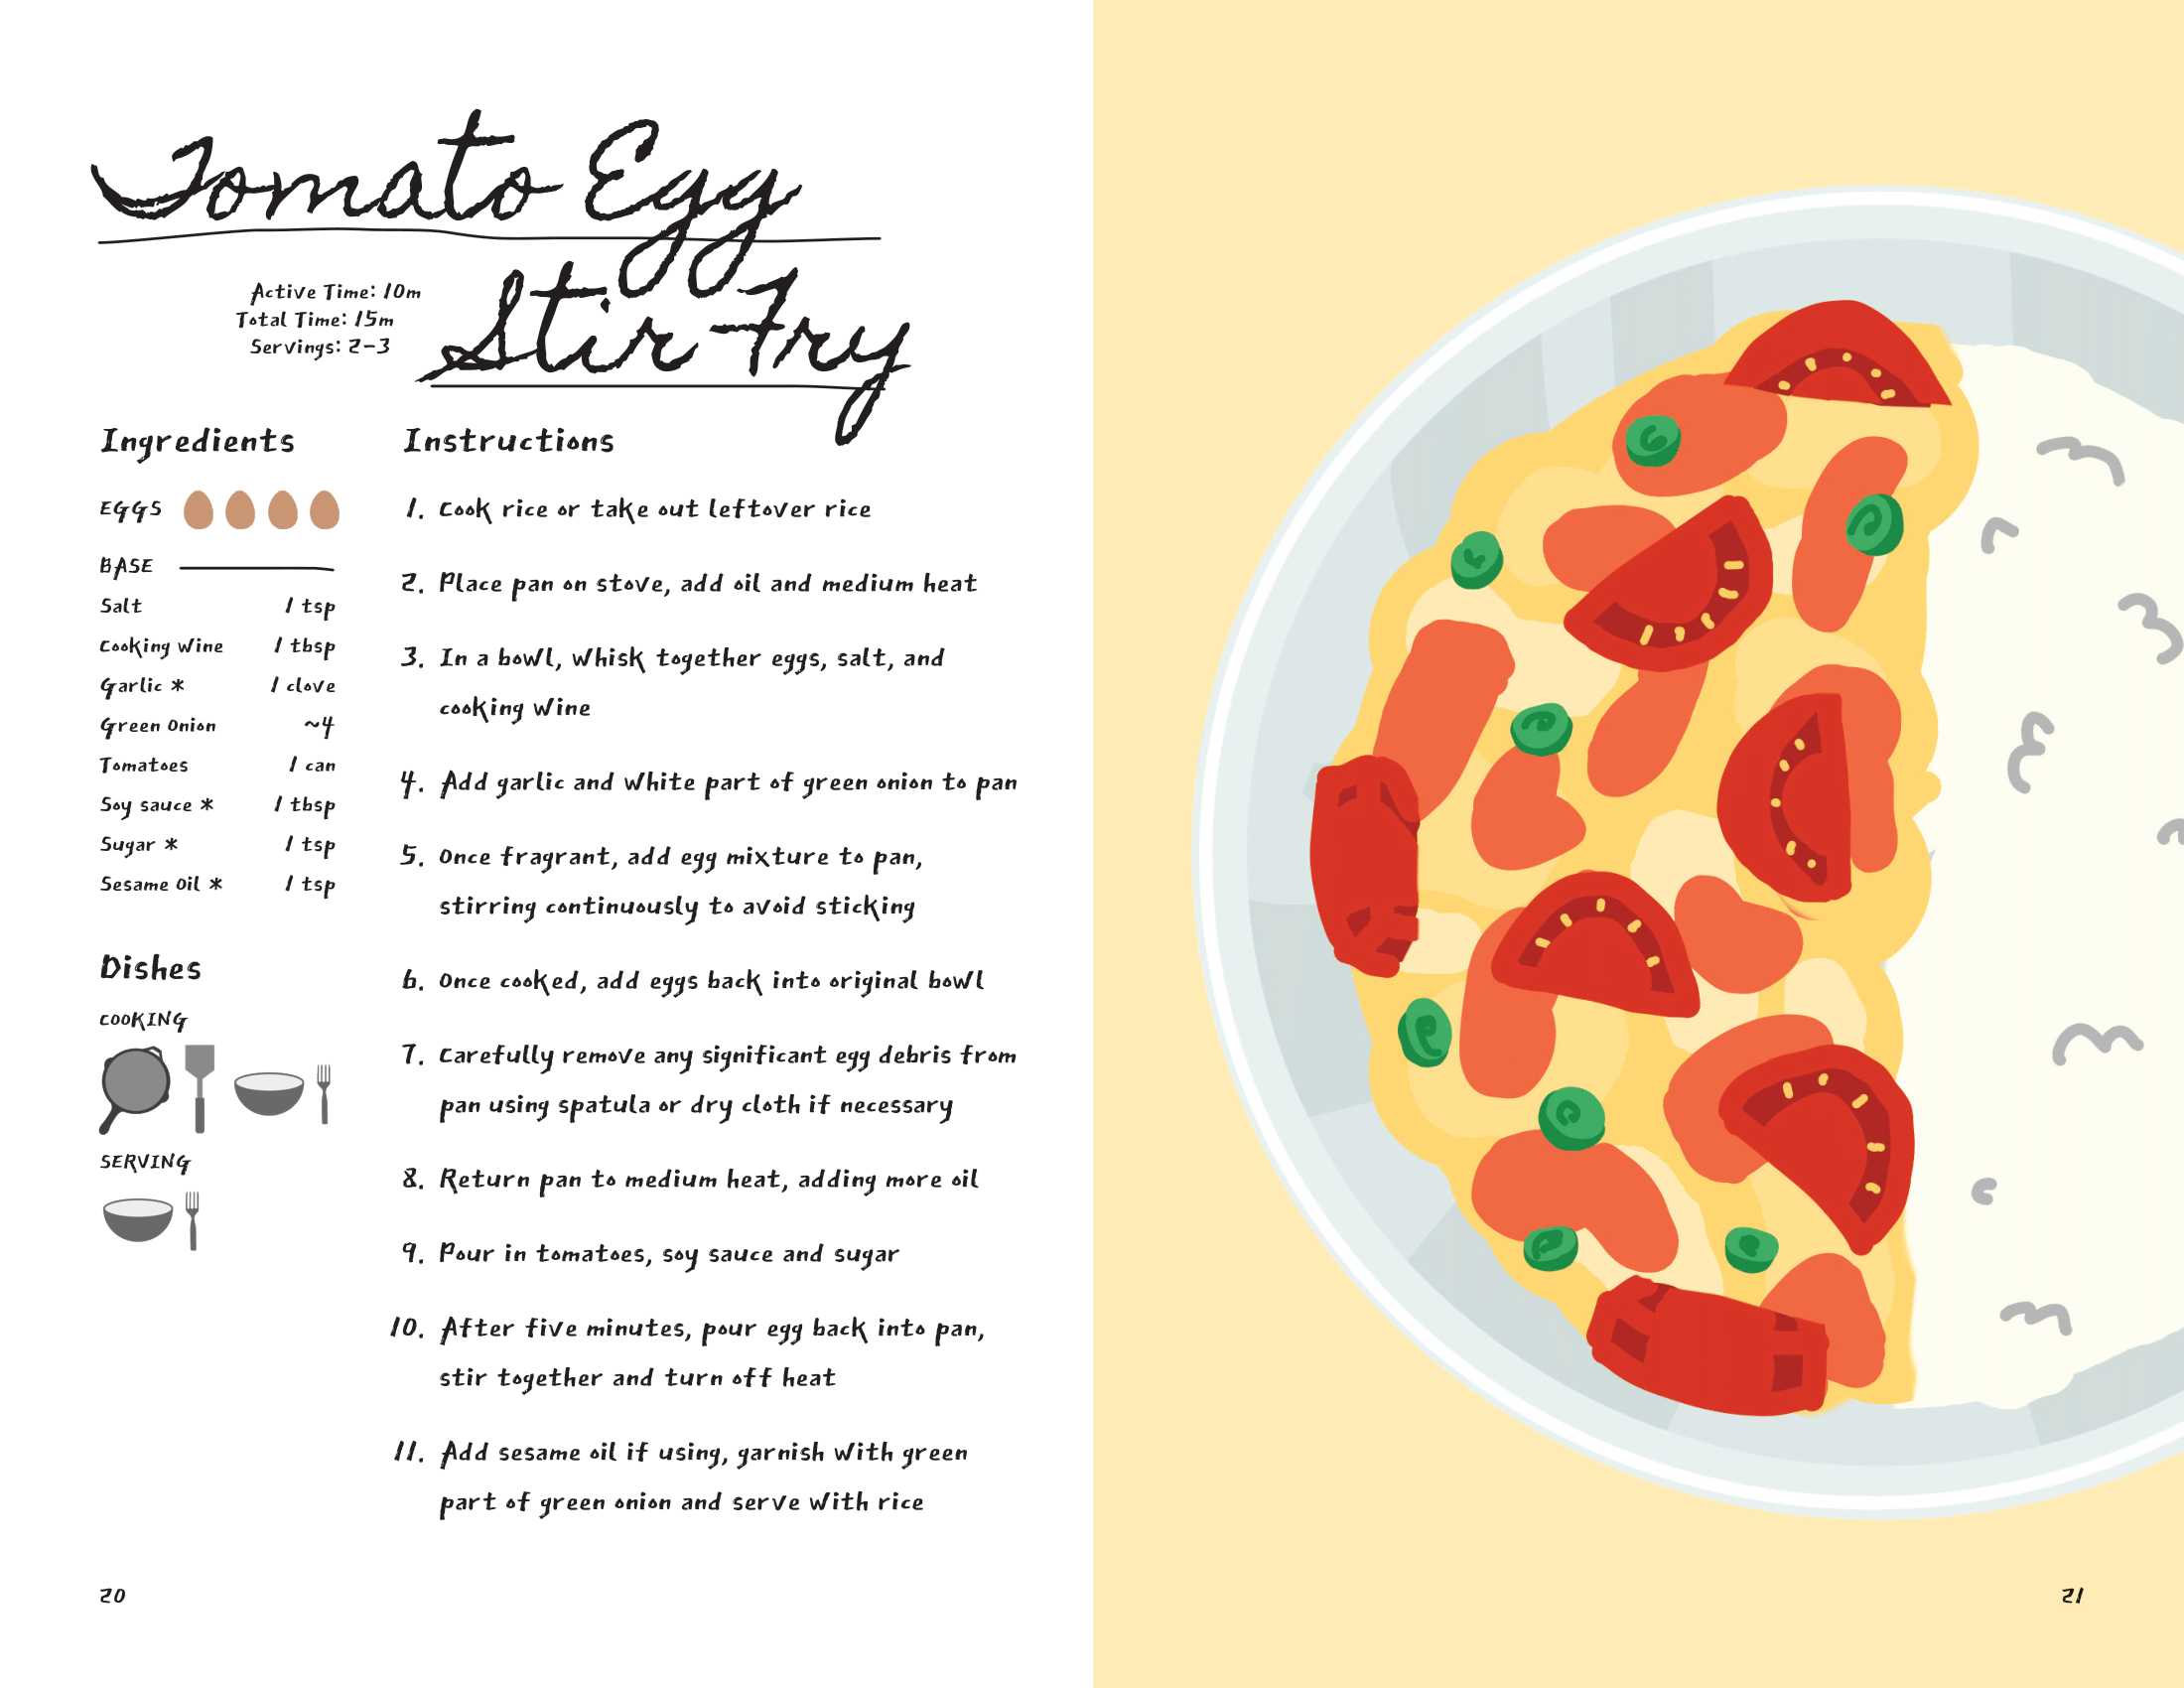 Tomato Egg
Stir-Fry
Active Time: 10m
Total Time: 15m
Servings: 2-3
Ingredients
EGGS
BASE
Salt 1 tsp
Cooking Wine 1 tbsp
Garlic * 1 clove
Green Onion ~4
Tomatoes 1 can
Soy sauce * 1 tbsp
Sugar * 1 tsp
Sesame Oil * 1 tsp
Dishes
COOKING
SERVING
Instructions
1. Cook rice or take out leftover rice
2. Place pan on stove, add oil and medium heat
3. In a bowl, whisk together eggs, salt, and
cooking wine
4. Add garlic and white part of green onion to pan
5. Once fragrant, add egg mixture to pan,
stirring continuously to avoid sticking
6. Once cooked, add eggs back into original bowl
7. Carefully remove any significant egg debris from
pan using spatula or dry cloth if necessary
8. Return pan to medium heat, adding more oil
9. Pour in tomatoes, soy sauce and sugar
10. After five minutes, pour egg back into pan,
stir together and turn off heat
11. Add sesame oil if using, garnish with green
part of green onion and serve with rice
20
21